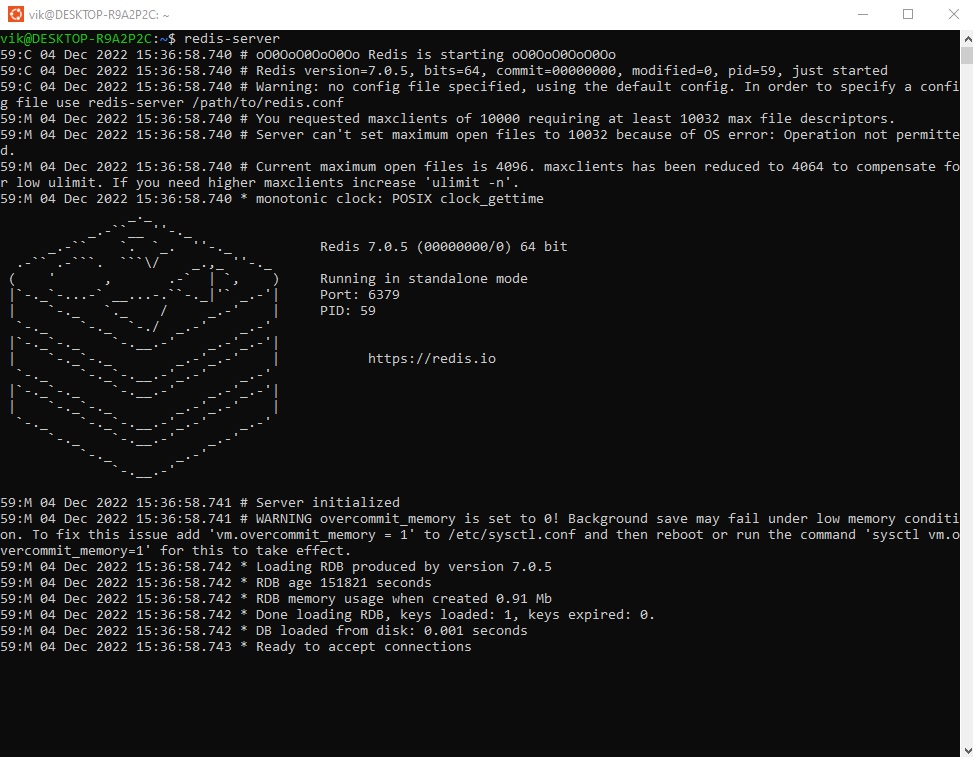 vik@DESKTOP-R9A2P2C: ~
vik@DESKTOP-R9A2P2C:~$ redis-server
59:C 04 Dec 2022 15:36:58.740 # oO0OoO0OoO0Oo Redis is starting oO0OoO0OoO0Oo
59:C 04 Dec 2022 15:36:58.740 # Redis version=7.0.5, bits=64, commit=00000000, modified=0, pid=59, just started
59:C 04 Dec 2022 15:36:58.740 # Warning: no config file specified, using the default config. In order to specify a confi
g file use redis-server /path/to/redis.conf
59:M 04 Dec 2022 15:36:58.740 # You requested maxclients of 10000 requiring at least 10032 max file descriptors.
59:M 04 Dec 2022 15:36:58.740 # Server can't set maximum open files to 10032 because of OS error: Operation not permitte
d.
59:M 04 Dec 2022 15:36:58.740 # Current maximum open files is 4096. maxclients has been reduced to 4064 to compensate fo
r low ulimit. If you need higher maxclients increase 'ulimit -n'.
59:M 04 Dec 2022 15:36:58.740 * monotonic clock: POSIX clock_gettime
Redis 7.0.5 (00000000/0) 64 bit
Running in standalone mode
Port: 6379
PID: 59
https://redis.io
59:M 04 Dec 2022 15:36:58.741 # Server initialized
59:M 04 Dec 2022 15:36:58.741 # WARNING overcommit_memory is set to 0! Background save may fail under low memory conditi
on. To fix this issue add 'vm.overcommit_memory = 1' to /etc/sysctl.conf and then reboot or run the command 'sysctl vm.o
vercommit_memory=1' for this to take effect.
59:M 04 Dec 2022 15:36:58.742 * Loading RDB produced by version 7.0.5
59:M 04 Dec 2022 15:36:58.742 * RDB age 151821 seconds
59:M 04 Dec 2022 15:36:58.742 * RDB memory usage when created 0.91 Mb
59:M 04 Dec 2022 15:36:58.742 * Done loading RDB, keys loaded: 1, keys expired: 0.
59:M 04 Dec 2022 15:36:58.742 * DB loaded from disk: 0.001 seconds
59:M 04 Dec 2022 15:36:58.743 * Ready to accept connections